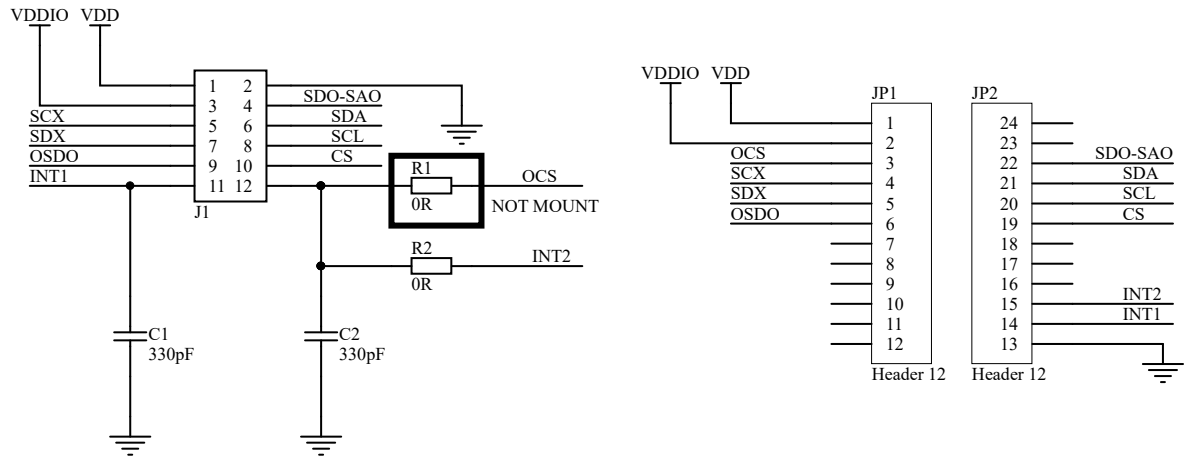 VDDIO VDD
1 2
3 4 SDO-SAO
SCX 5 6 SDA
SDX 7 8 SCL
OSDO 9 10 CS
INT1 11 12
J1
R1
0R
OCS
NOT MOUNT
R2
0R
INT2
C1
330pF
C2
330pF
VDDIO VDD
JP1
1
2
OCS 3
SCX 4
SDX 5
OSDO 6
7
8
9
10
11
12
Header 12
JP2
24
23
22 SDO-SAO
21 SDA
20 SCL
19 CS
18
17
16
15 INT2
14 INT1
13
Header 12